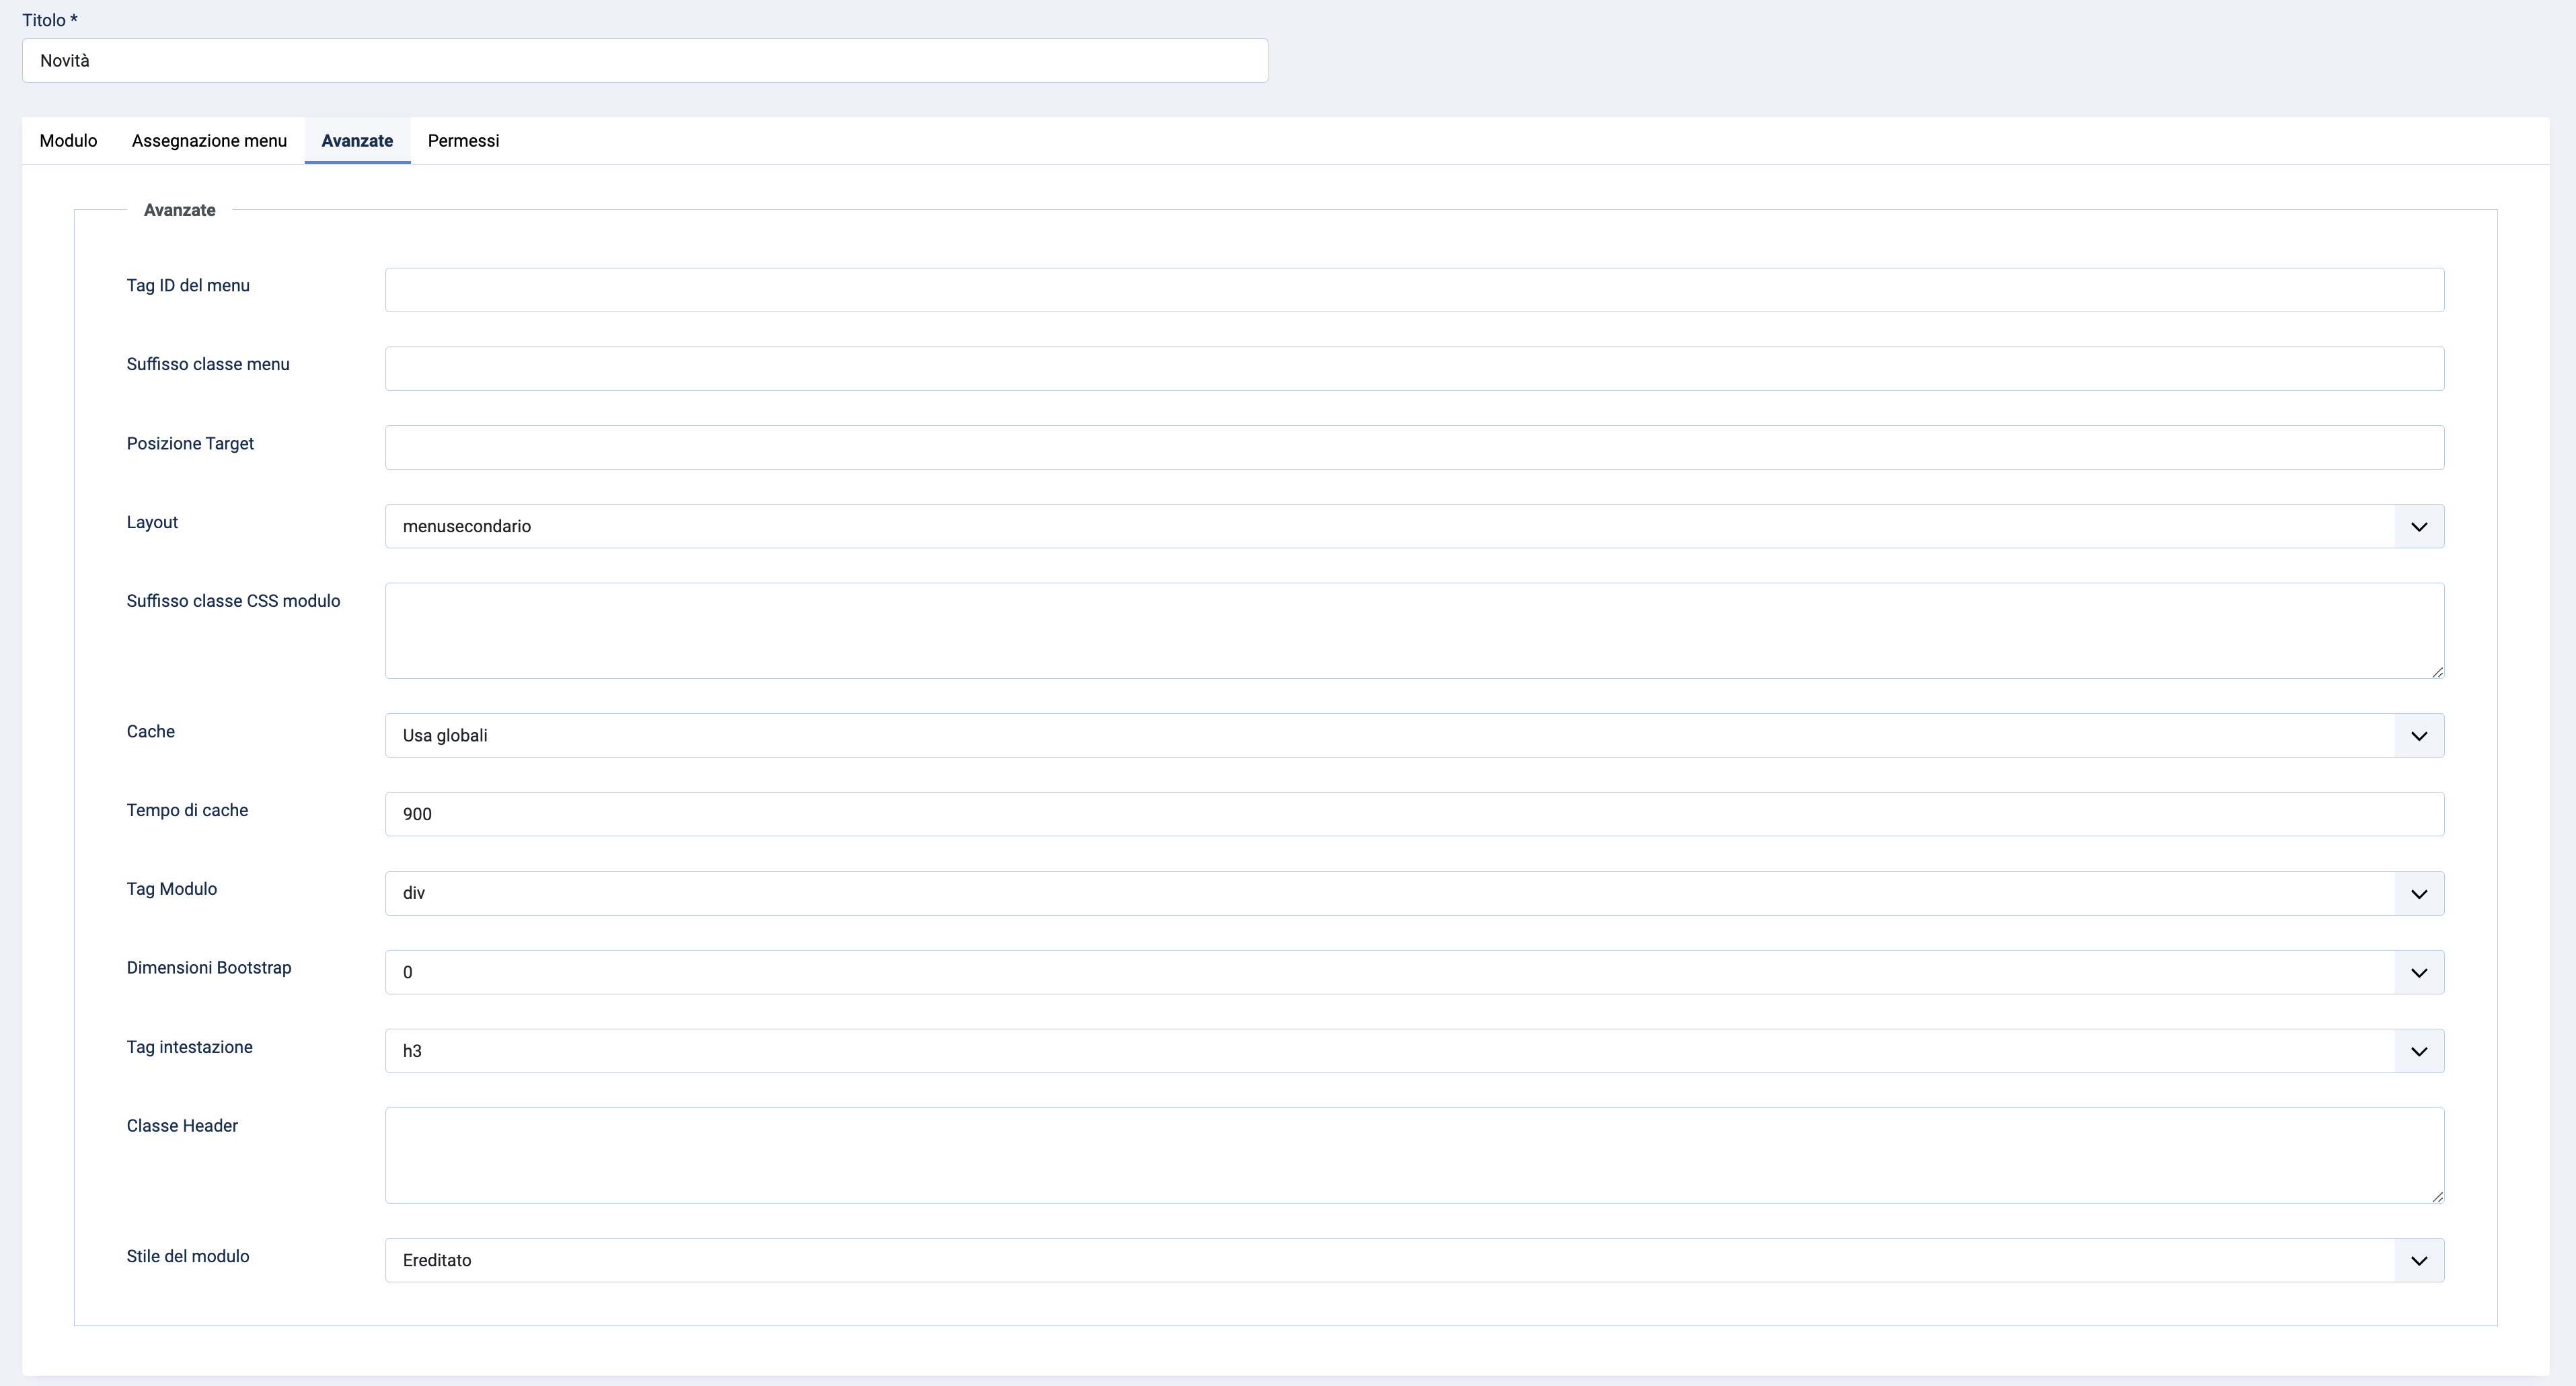 Titolo *
Novità
Modulo Assegnazione menu Avanzate Permessi
Avanzate
Tag ID del menu
Suffisso classe menu
Posizione Target
Layout menusecondario
Suffisso classe CSS modulo
Cache Usa globali
Tempo di cache 900
Tag Modulo div
Dimensioni Bootstrap 0
Tag intestazione h3
Classe Header
Stile del modulo Ereditato